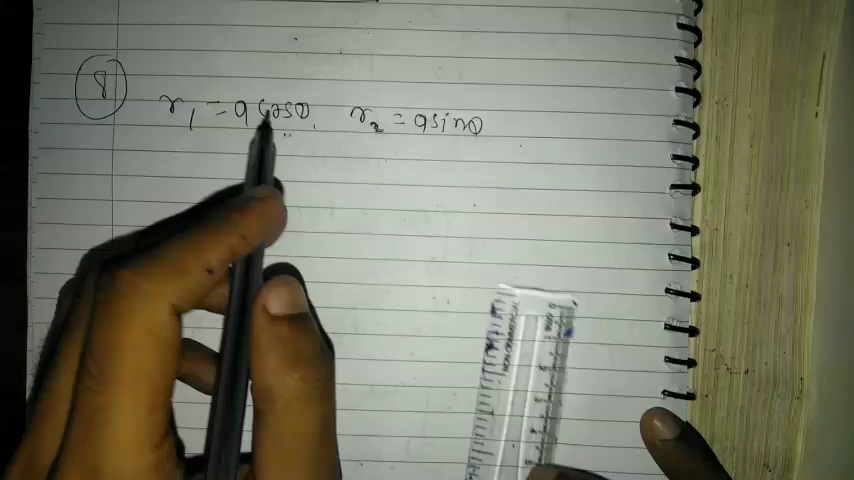 8 r₁ = a cosθ, r₂ = a sinθ